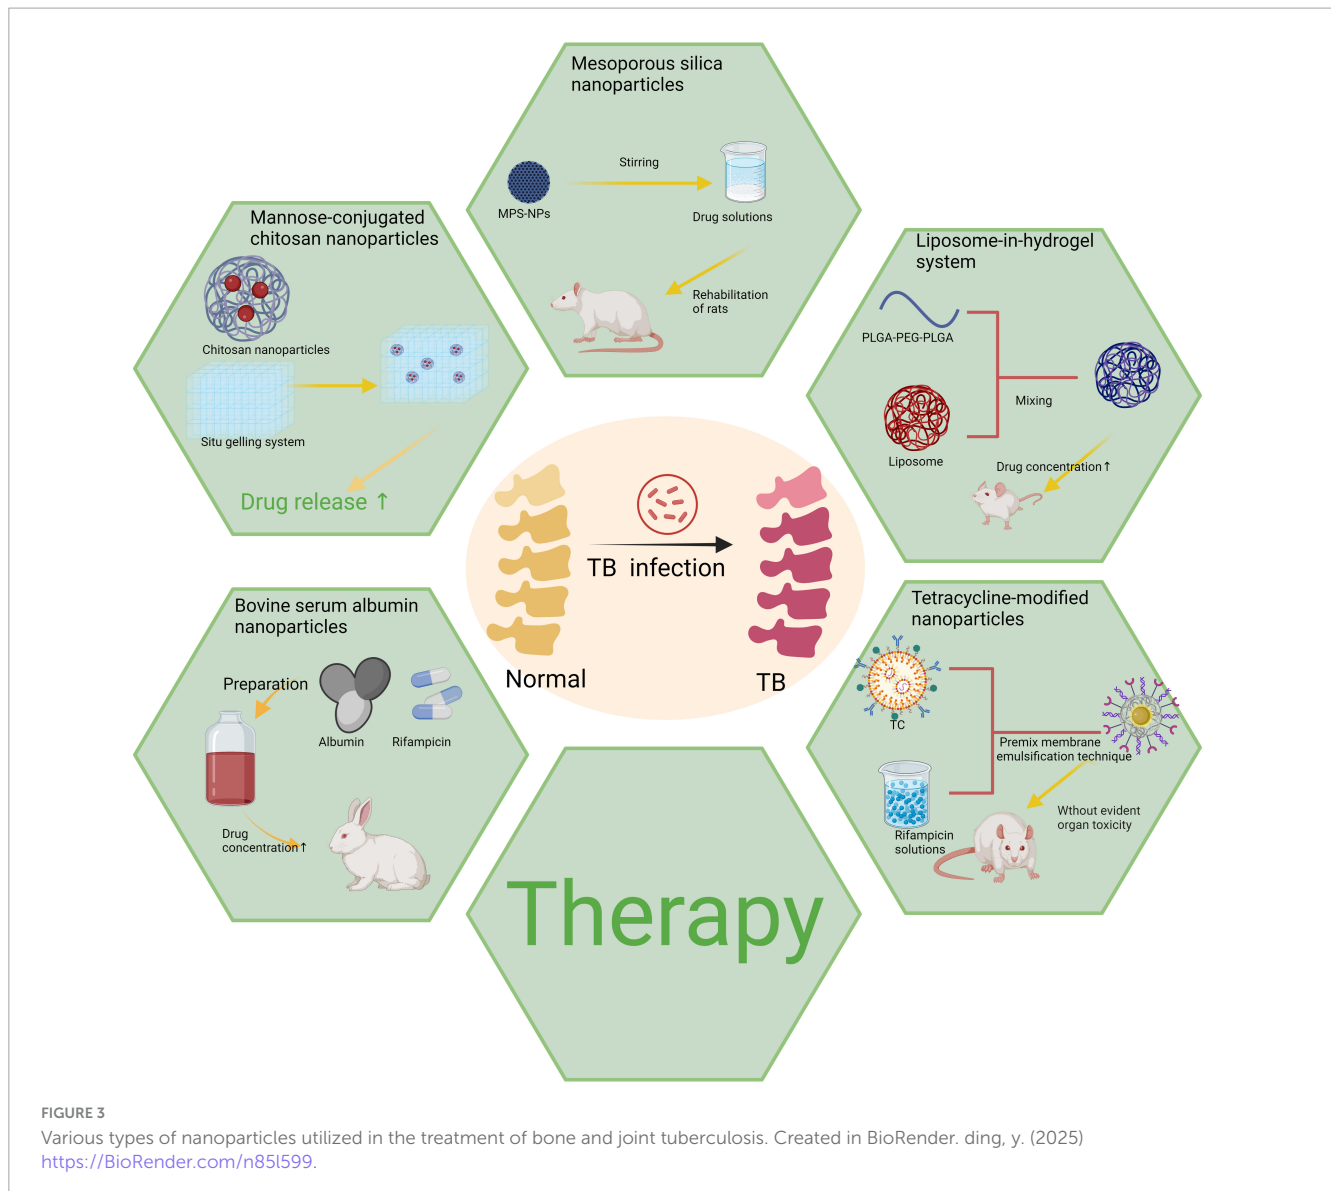 Mesoporous silica
nanoparticles
Stirring
MPS-NPs
Drug solutions
Rehabilitation
of rats
Mannose-conjugated
chitosan nanoparticles
Chitosan nanoparticles
Situ gelling system
Drug release ↑
Liposome-in-hydrogel
system
PLGA-PEG-PLGA
Mixing
Liposome
Drug concentration↑
TB infection
Normal
TB
Bovine serum albumin
nanoparticles
Preparation
Albumin
Rifampicin
Drug
concentration↑
Tetracycline-modified
nanoparticles
TC
Premix membrane
emulsification technique
Rifampicin
solutions
Wthout evident
organ toxicity
Therapy
FIGURE 3
Various types of nanoparticles utilized in the treatment of bone and joint tuberculosis. Created in BioRender. ding, y. (2025)
https://BioRender.com/n85l599.